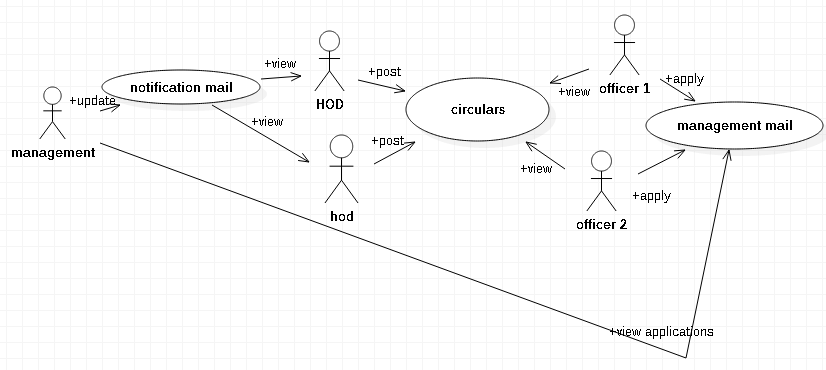 +view
+post
officer 1
+apply
notification mail
+view
+update
HOD
circulars
management mail
+view
+post
management
+view
+apply
hod
officer 2
+view applications